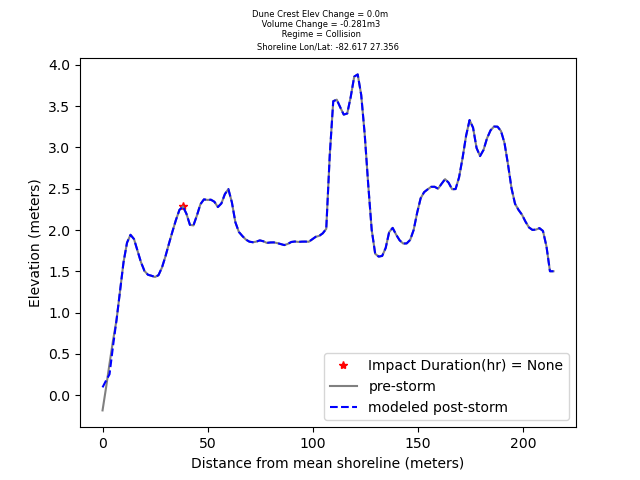 Dune Crest Elev Change = 0.0m
Volume Change = -0.281m3
Regime = Collision
Shoreline Lon/Lat: -82.617 27.356
4.0
3.5
3.0
2.5
2.0
1.5
1.0
0.5
0.0
Elevation (meters)
Impact Duration(hr) = None
pre-storm
modeled post-storm
0 50 100 150 200
Distance from mean shoreline (meters)